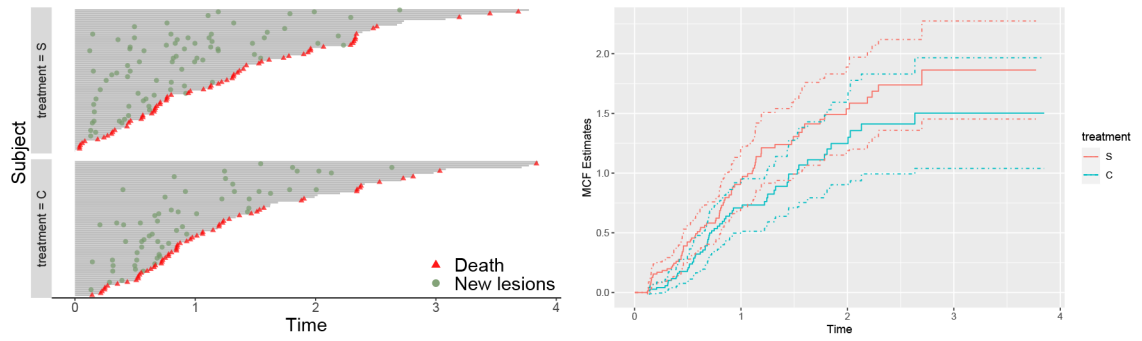 Subject
treatment = S
treatment = C
Death
New lesions
0
1
2
3
4
Time
MCF Estimates
2.0
1.5
1.0
0.5
0.0
0
1
2
3
4
Time
treatment
S
C